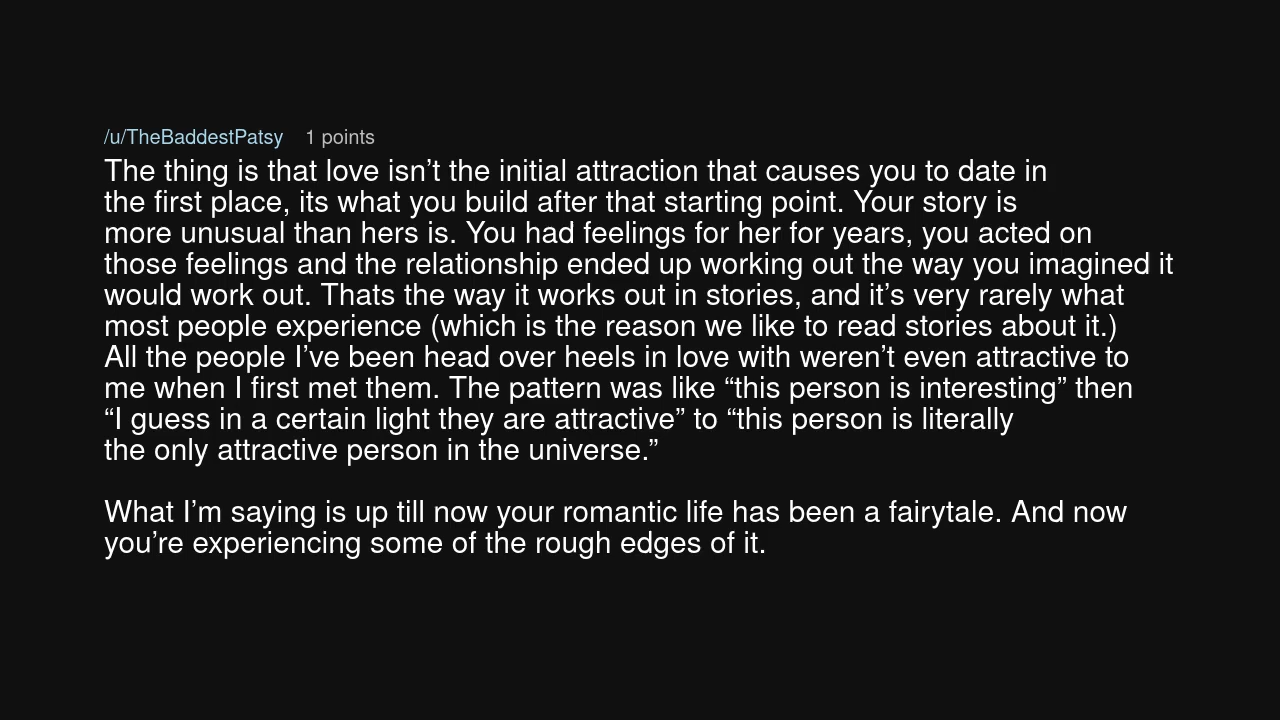 /u/TheBaddestPatsy 1 points
The thing is that love isn’t the initial attraction that causes you to date in
the first place, its what you build after that starting point. Your story is
more unusual than hers is. You had feelings for her for years, you acted on
those feelings and the relationship ended up working out the way you imagined it
would work out. Thats the way it works out in stories, and it’s very rarely what
most people experience (which is the reason we like to read stories about it.)
All the people I’ve been head over heels in love with weren’t even attractive to
me when I first met them. The pattern was like “this person is interesting” then
“I guess in a certain light they are attractive” to “this person is literally
the only attractive person in the universe.”

What I’m saying is up till now your romantic life has been a fairytale. And now
you’re experiencing some of the rough edges of it.